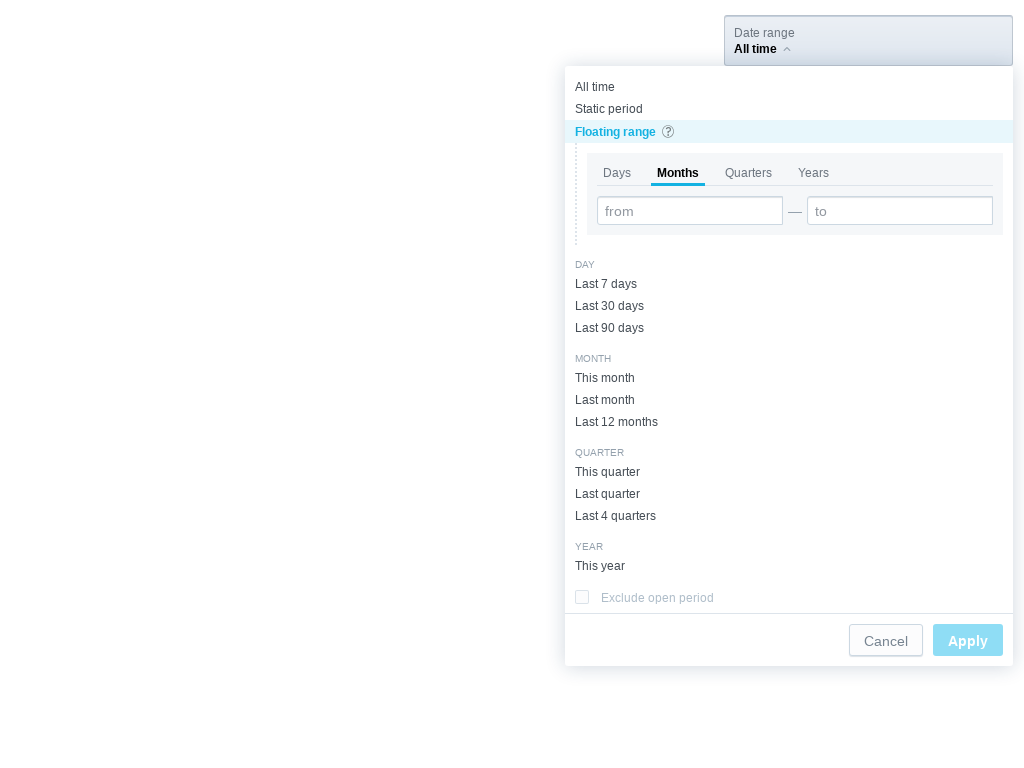 Date range
All time
All time
Static period
Floating range
Days Months Quarters Years
from — to
DAY
Last 7 days
Last 30 days
Last 90 days
MONTH
This month
Last month
Last 12 months
QUARTER
This quarter
Last quarter
Last 4 quarters
YEAR
This year
Exclude open period
Cancel Apply